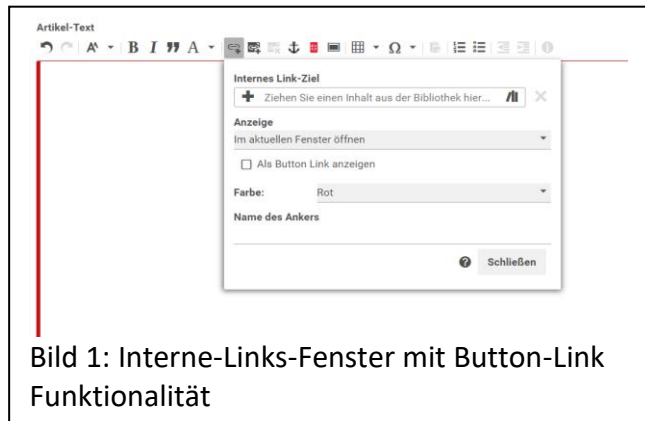 Artikel-Text
B I A Ω
Internes Link-Ziel
Ziehen Sie einen Inhalt aus der Bibliothek hier...
Anzeige
Im aktuellen Fenster öffnen
Als Button Link anzeigen
Farbe: Rot
Name des Ankers
Schließen
Bild 1: Interne-Links-Fenster mit Button-Link
Funktionalität